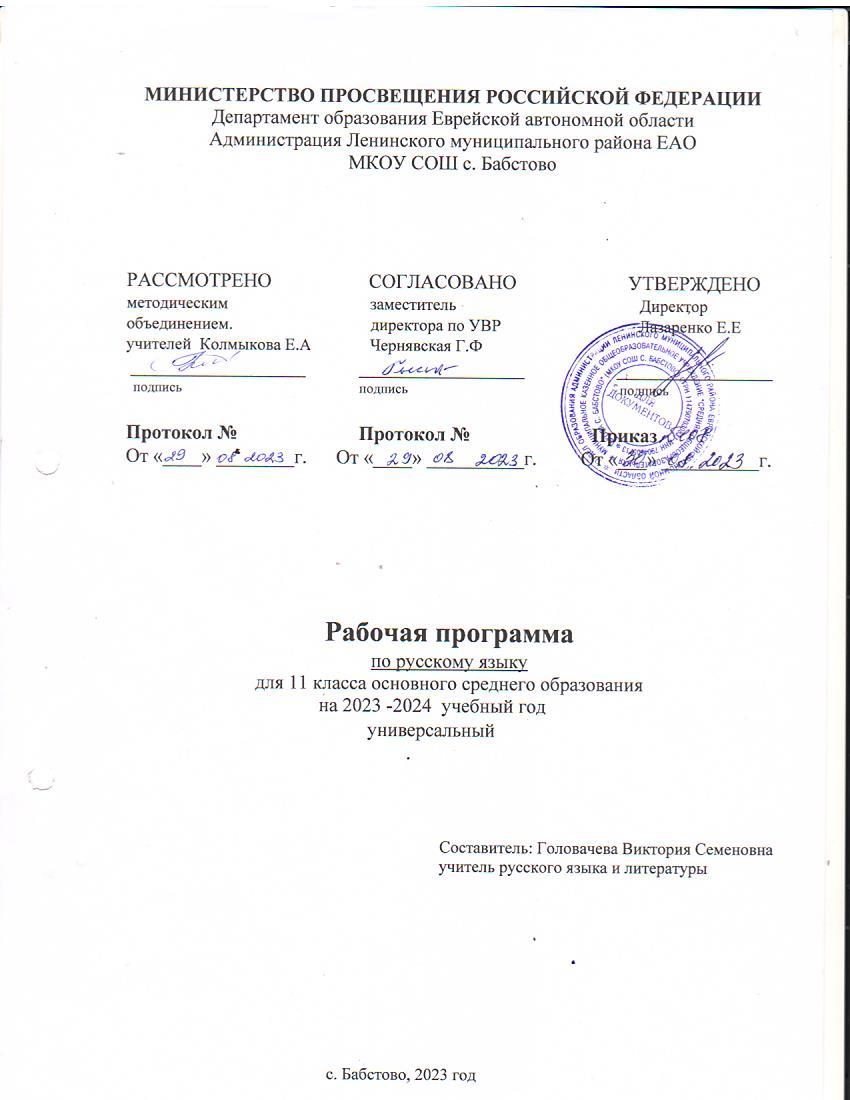 МИНИСТЕРСТВО ПРОСВЕЩЕНИЯ РОССИЙСКОЙ ФЕДЕРАЦИИ
Департамент образования Еврейской автономной области
Администрация Ленинского муниципального района ЕАО
МКОУ СОШ с. Бабстово
РАССМОТРЕНО СОГЛАСОВАНО УТВЕРЖДЕНО
методическим заместитель Директор
объединением. директора по УВР Лазаренко Е.Е
учителей Колмыкова Е.А Чернявская Г.Ф
подпись подпись подпись
Протокол № Протокол № Приказ
От «29» 08 2023 г. От «29» 08 2023 г. От «30» 08. 2023 г.
ДЛЯ
ДОКУМЕНТОВ
Рабочая программа
по русскому языку
для 11 класса основного среднего образования
на 2023 -2024 учебный год
универсальный
Составитель: Головачева Виктория Семеновна
учитель русского языка и литературы
с. Бабстово, 2023 год